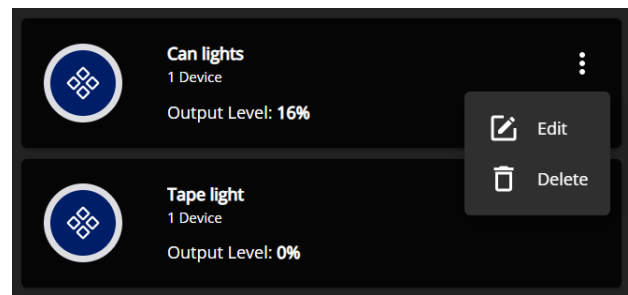 Can lights
1 Device
Output Level: 16%
Edit
Delete
Tape light
1 Device
Output Level: 0%